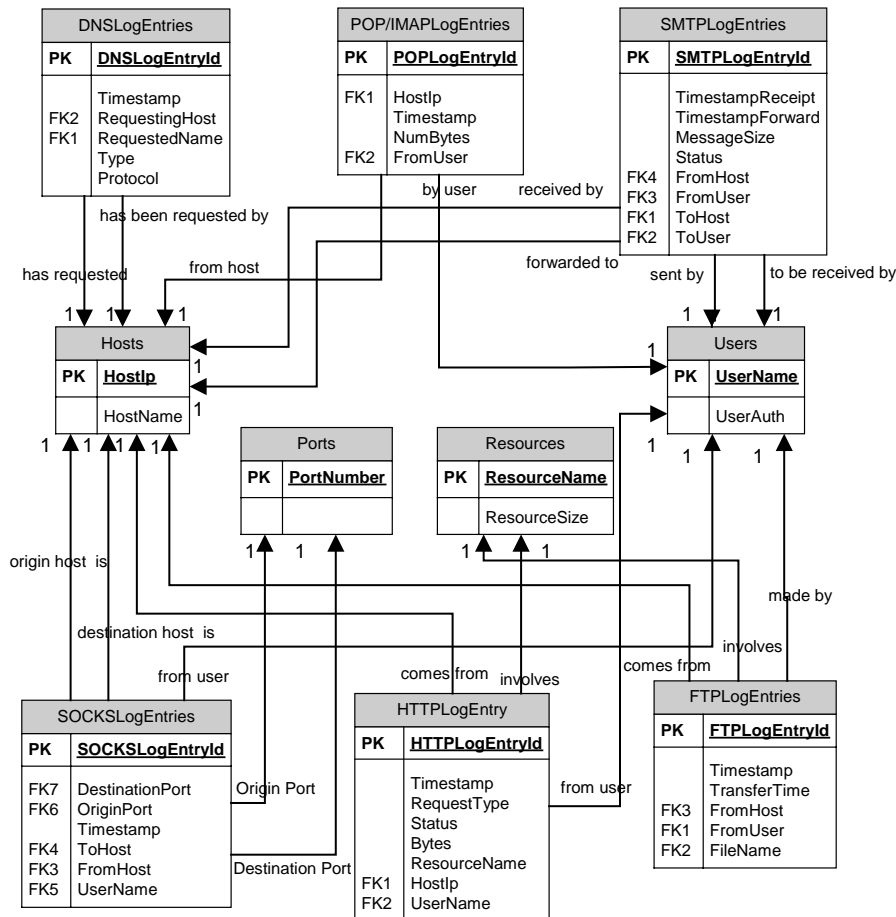 DNSLogEntries
PK DNSLogEntryId
Timestamp
FK2 RequestingHost
FK1 RequestedName
Type
Protocol
POP/IMAPLogEntries
PK POPLogEntryId
FK1 HostIp
Timestamp
NumBytes
FK2 FromUser
SMTPLogEntries
PK SMTPLogEntryId
TimestampReceipt
TimestampForward
MessageSize
Status
FK4 FromHost
FK3 FromUser
FK1 ToHost
FK2 ToUser
has been requested by
by user
received by
has requested
from host
forwarded to
sent by
to be received by
1
1
1
1
1
Hosts
PK HostIp
HostName
1
1
Users
PK UserName
UserAuth
1
1
1
1
1
1
1
1
Ports
PK PortNumber
Resources
PK ResourceName
ResourceSize
1
1
1
1
1
origin host is
destination host is
made by
from user
comes from
involves
comes from
involves
SOCKSLogEntries
PK SOCKSLogEntryId
FK7 DestinationPort
FK6 OriginPort
Timestamp
FK4 ToHost
FK3 FromHost
FK5 UserName
Origin Port
Destination Port
HTTPLogEntry
PK HTTPLogEntryId
Timestamp
RequestType
Status
Bytes
ResourceName
FK1 HostIp
FK2 UserName
from user
FTPLogEntries
PK FTPLogEntryId
Timestamp
TransferTime
FK3 FromHost
FK1 FromUser
FK2 FileName